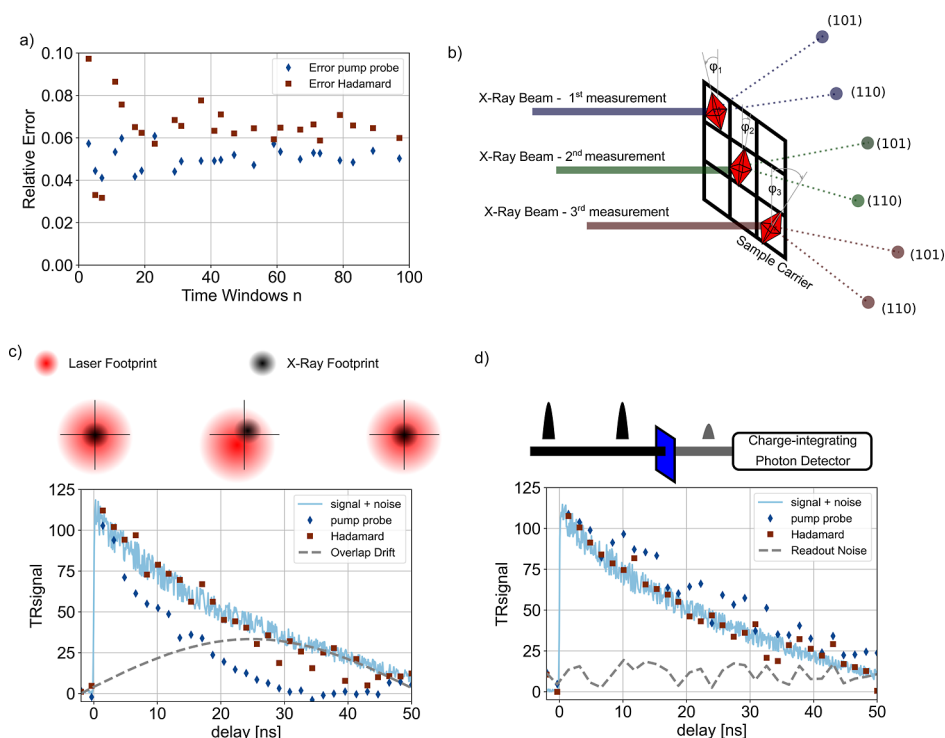 a)
0.10
0.08
0.06
0.04
0.02
0.00
Relative Error
0
20
40
60
80
100
Time Windows n
Error pump probe
Error Hadamard
b)
φ1
φ2
φ3
X-Ray Beam - 1st measurement
X-Ray Beam - 2nd measurement
X-Ray Beam - 3rd measurement
(101)
(110)
(101)
(110)
(101)
(110)
Sample Carrier
c)
Laser Footprint
X-Ray Footprint
125
100
75
50
25
0
TRsignal
0
10
20
30
40
50
delay [ns]
signal + noise
pump probe
Hadamard
Overlap Drift
d)
Charge-integrating
Photon Detector
125
100
75
50
25
0
TRsignal
0
10
20
30
40
50
delay [ns]
signal + noise
pump probe
Hadamard
Readout Noise